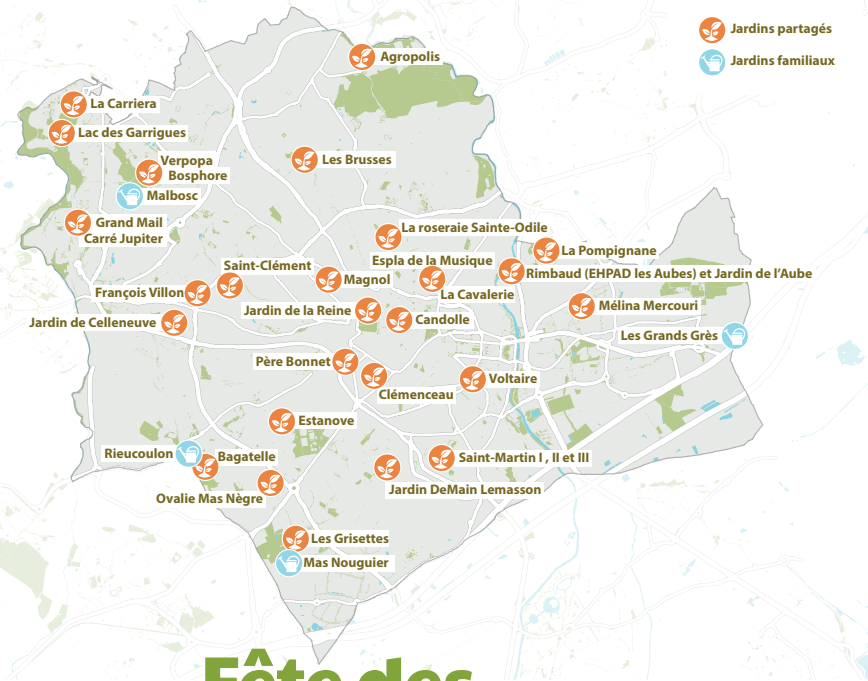 Jardins partagés
Jardins familiaux
Agropolis
La Carriera
Lac des Garrigues
Verpopa
Bosphore
Les Brusses
Malbosc
Grand Mail
Carré Jupiter
La roseraie Sainte-Odile
La Pompignane
Espla de la Musique
Saint-Clément
Rimbaud (EHPAD les Aubes) et Jardin de l'Aube
Magnol
François Villon
La Cavalerie
Mélina Mercouri
Jardin de la Reine
Candolle
Jardin de Celleneuve
Les Grands Grès
Père Bonnet
Voltaire
Clémenceau
Estanove
Rieucoulon
Bagatelle
Saint-Martin I , II et III
Jardin DeMain Lemasson
Ovalie Mas Nègre
Les Grisettes
Mas Nouguier
Fête des